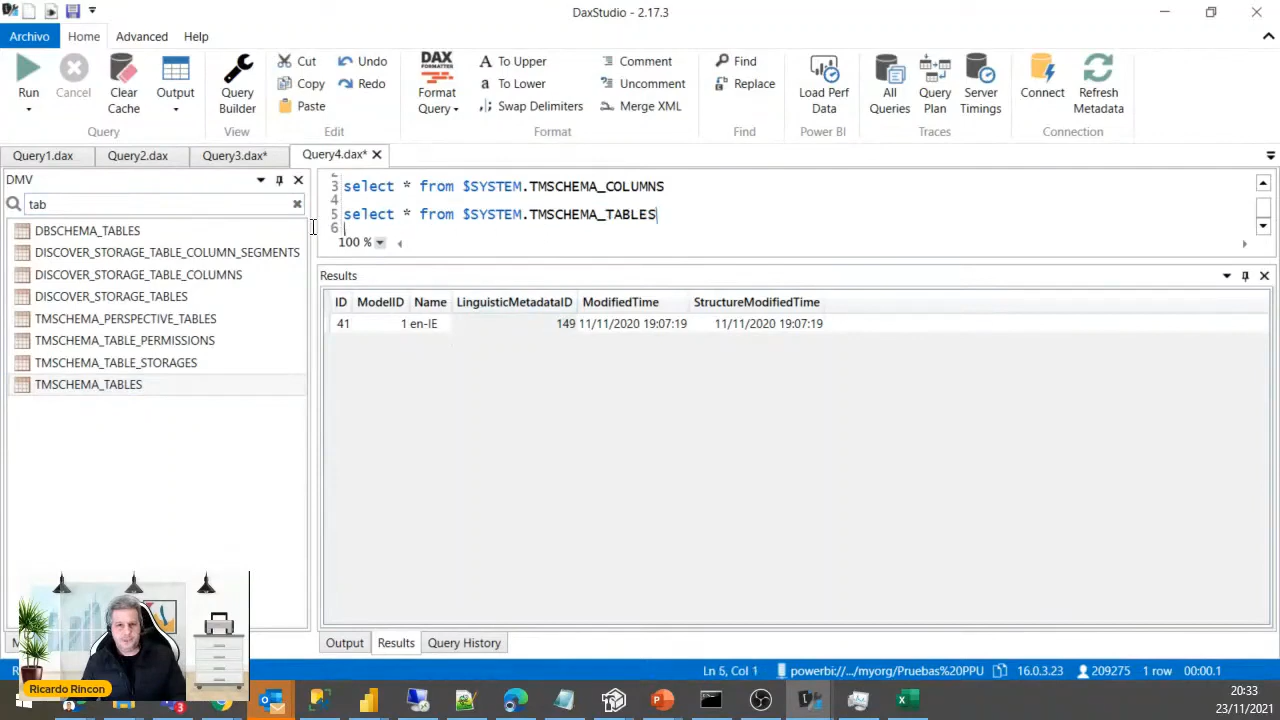 DaxStudio - 2.17.3
Archivo Home Advanced Help
Run Cancel Clear Cache Output
Query
Query Builder
View
Cut Undo
Copy Redo
Paste
Edit
DAX FORMATTER
Format Query
To Upper Comment
To Lower Uncomment
Swap Delimiters Merge XML
Format
Find
Replace
Find
Load Perf Data
Power BI
All Queries Query Plan Server Timings
Traces
Connect Refresh Metadata
Connection
Query1.dax Query2.dax Query3.dax* Query4.dax*
DMV
tab
DBSCHEMA_TABLES
DISCOVER_STORAGE_TABLE_COLUMN_SEGMENTS
DISCOVER_STORAGE_TABLE_COLUMNS
DISCOVER_STORAGE_TABLES
TMSCHEMA_PERSPECTIVE_TABLES
TMSCHEMA_TABLE_PERMISSIONS
TMSCHEMA_TABLE_STORAGES
TMSCHEMA_TABLES
3 select * from $SYSTEM.TMSCHEMA_COLUMNS
4
5 select * from $SYSTEM.TMSCHEMA_TABLES
6
100 %
Results
ID ModelID Name LinguisticMetadataID ModifiedTime StructureModifiedTime
41 1 en-IE 149 11/11/2020 19:07:19 11/11/2020 19:07:19
Output Results Query History
Ln 5, Col 1 powerbi://.../myorg/Pruebas%20PPU 16.0.3.23 209275 1 row 00:00.1
Ricardo Rincon
20:33
23/11/2021